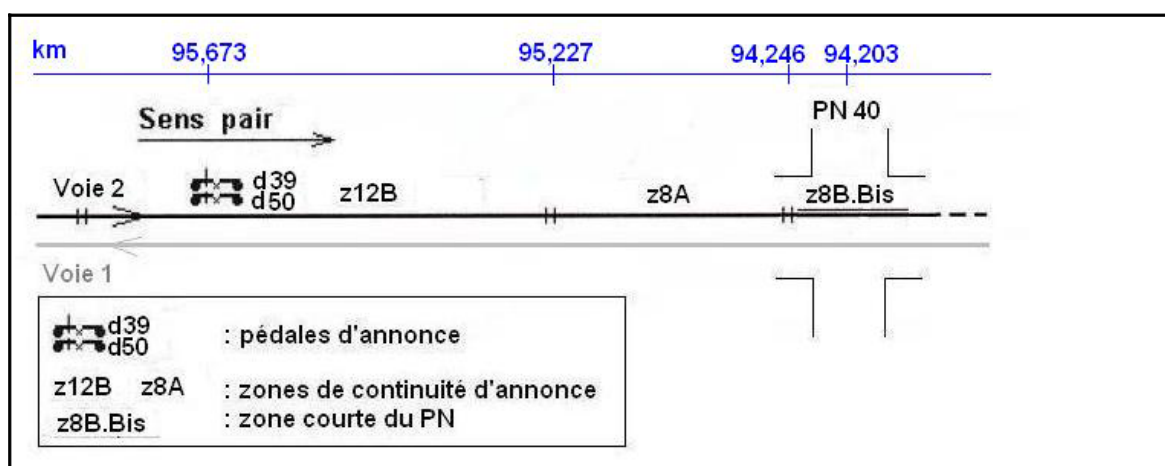 km 95,673 95,227 94,246 94,203
Sens pair
PN 40
d39
d50
Voie 2 z12B z8A z8B.Bis
Voie 1
d39
d50 : pédales d'annonce
z12B z8A : zones de continuité d'annonce
z8B.Bis : zone courte du PN